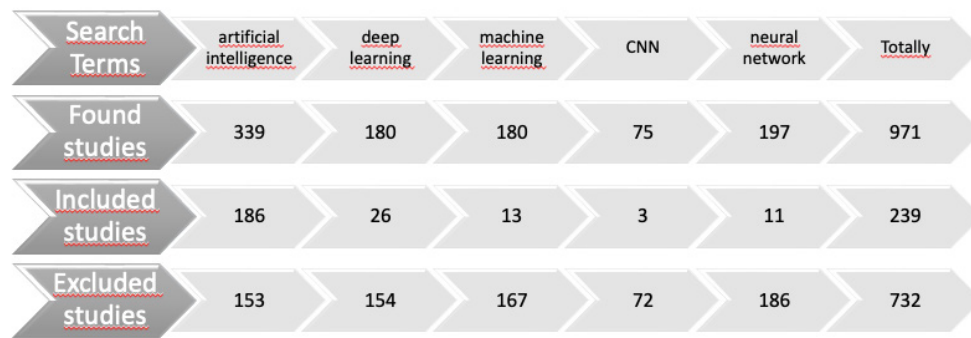 Search
Terms
artificial
intelligence
deep
learning
machine
learning
CNN
neural
network
Totally
Found
studies
339
180
180
75
197
971
Included
studies
186
26
13
3
11
239
Excluded
studies
153
154
167
72
186
732